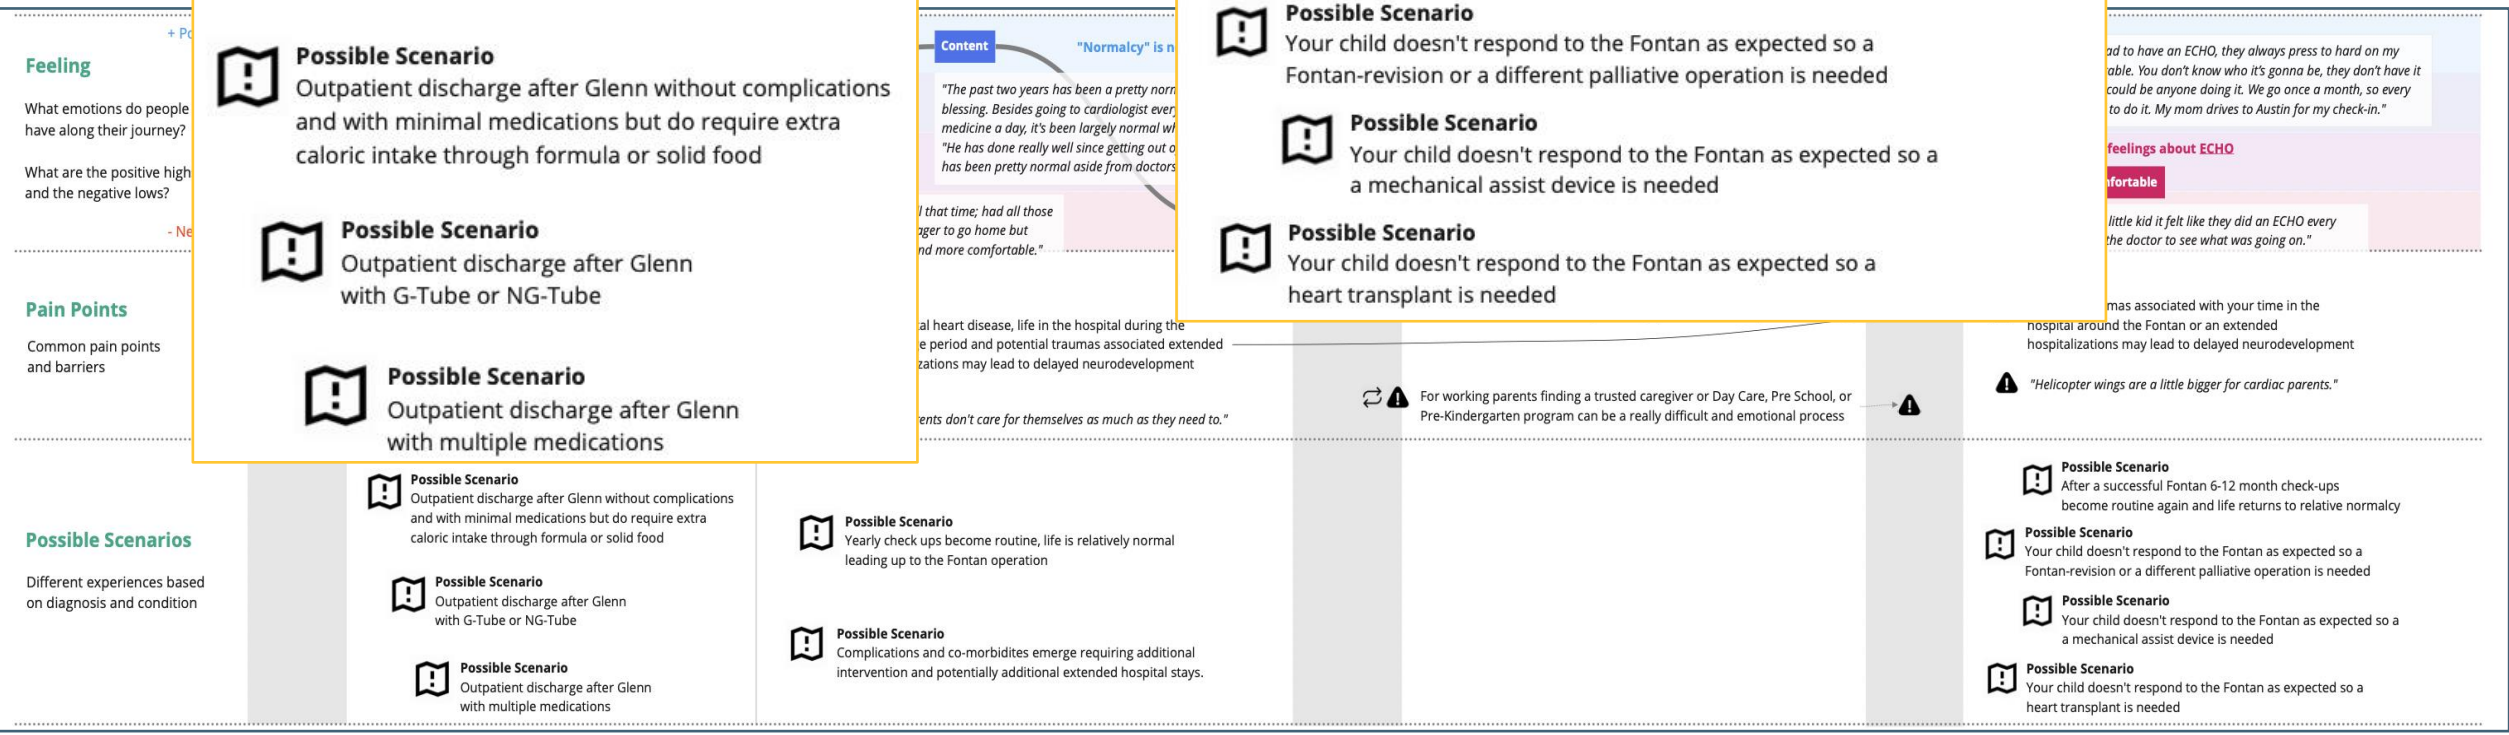 + Po
Feeling
What emotions do people
have along their journey?
What are the positive high
and the negative lows?
- Ne
Possible Scenario
Outpatient discharge after Glenn without complications
and with minimal medications but do require extra
caloric intake through formula or solid food
Possible Scenario
Outpatient discharge after Glenn
with G-Tube or NG-Tube
Possible Scenario
Outpatient discharge after Glenn
with multiple medications
Content
"Normalcy" is n
"The past two years has been a pretty norn
blessing. Besides going to cardiologist every
medicine a day, it's been largely normal wh
"He has done really well since getting out o
has been pretty normal aside from doctors
l that time; had all those
ager to go home but
nd more comfortable."
Possible Scenario
Your child doesn't respond to the Fontan as expected so a
Fontan-revision or a different palliative operation is needed
Possible Scenario
Your child doesn't respond to the Fontan as expected so a
a mechanical assist device is needed
Possible Scenario
Your child doesn't respond to the Fontan as expected so a
heart transplant is needed
ad to have an ECHO, they always press to hard on my
able. You don't know who it's gonna be, they don't have it
could be anyone doing it. We go once a month, so every
to do it. My mom drives to Austin for my check-in."
feelings about ECHO
nfortable
little kid it felt like they did an ECHO every
the doctor to see what was going on."
Pain Points
Common pain points
and barriers
al heart disease, life in the hospital during the
e period and potential traumas associated extended
zations may lead to delayed neurodevelopment
ents don't care for themselves as much as they need to."
For working parents finding a trusted caregiver or Day Care, Pre School, or
Pre-Kindergarten program can be a really difficult and emotional process
mas associated with your time in the
hospital around the Fontan or an extended
hospitalizations may lead to delayed neurodevelopment
"Helicopter wings are a little bigger for cardiac parents."
Possible Scenarios
Different experiences based
on diagnosis and condition
Possible Scenario
Outpatient discharge after Glenn without complications
and with minimal medications but do require extra
caloric intake through formula or solid food
Possible Scenario
Outpatient discharge after Glenn
with G-Tube or NG-Tube
Possible Scenario
Outpatient discharge after Glenn
with multiple medications
Possible Scenario
Yearly check ups become routine, life is relatively normal
leading up to the Fontan operation
Possible Scenario
Complications and co-morbidites emerge requiring additional
intervention and potentially additional extended hospital stays.
Possible Scenario
After a successful Fontan 6-12 month check-ups
become routine again and life returns to relative normalcy
Possible Scenario
Your child doesn't respond to the Fontan as expected so a
Fontan-revision or a different palliative operation is needed
Possible Scenario
Your child doesn't respond to the Fontan as expected so a
a mechanical assist device is needed
Possible Scenario
Your child doesn't respond to the Fontan as expected so a
heart transplant is needed